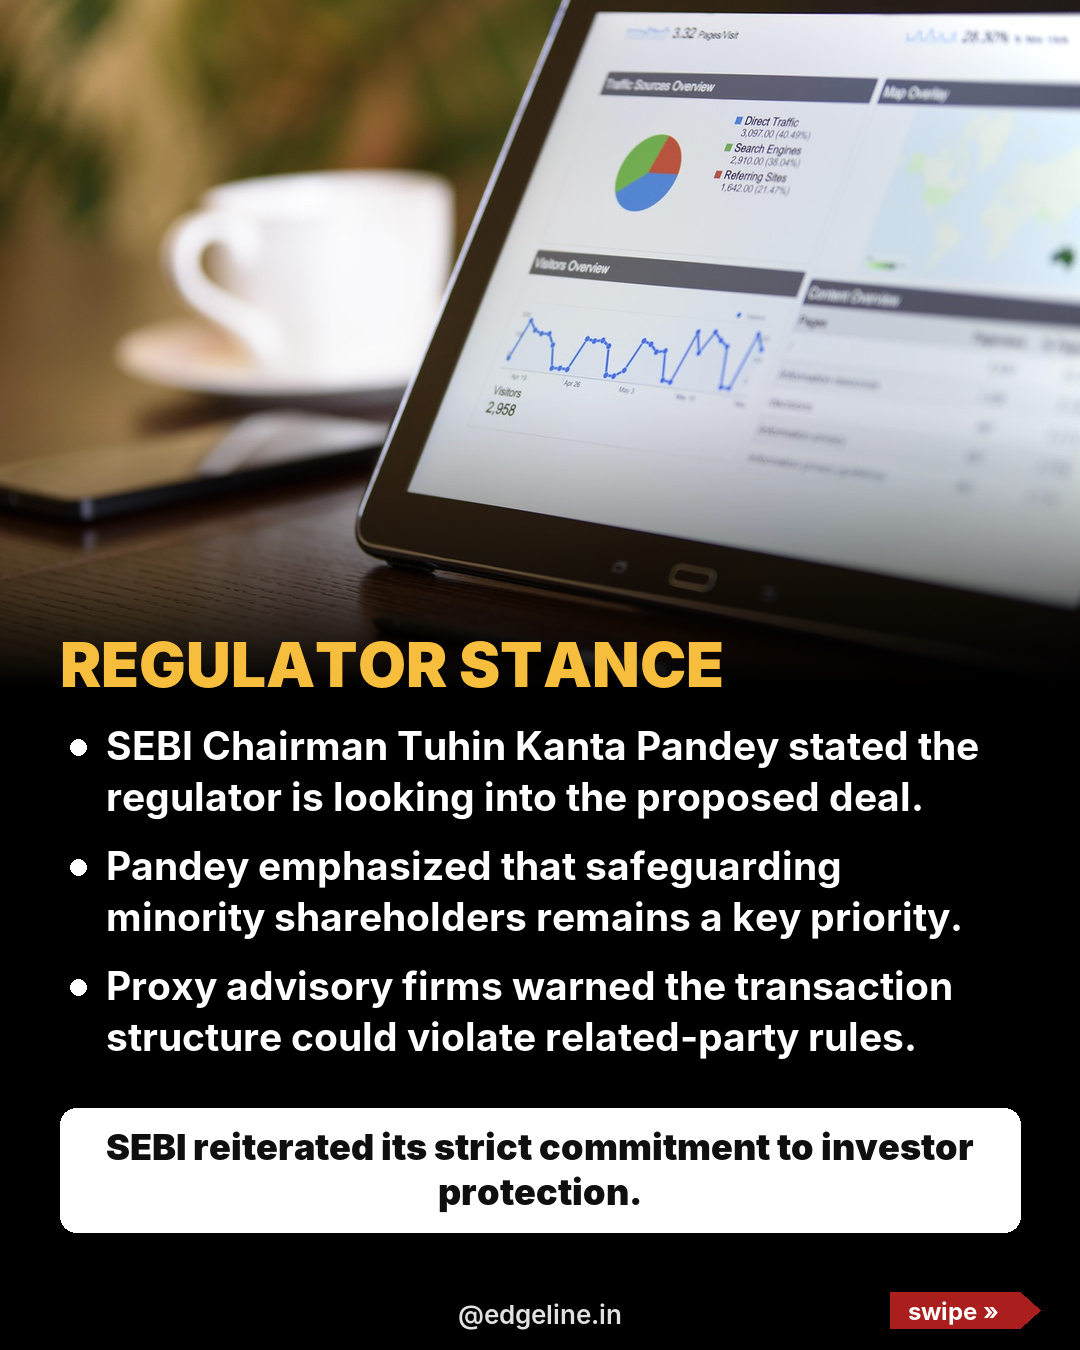 3.32 Pages/Visit
Traffic Sources Overview
Map Overlay
Direct Traffic
3,097.00 (40.49%)
Search Engines
2,910.00 (38.04%)
Referring Sites
1,642.00 (21.47%)
Visitors Overview
Content Overview
Pages
Apr 26
May 3
Visitors
2,958
REGULATOR STANCE
• SEBI Chairman Tuhin Kanta Pandey stated the
regulator is looking into the proposed deal.
• Pandey emphasized that safeguarding
minority shareholders remains a key priority.
• Proxy advisory firms warned the transaction
structure could violate related-party rules.
SEBI reiterated its strict commitment to investor
protection.
@edgeline.in
swipe »